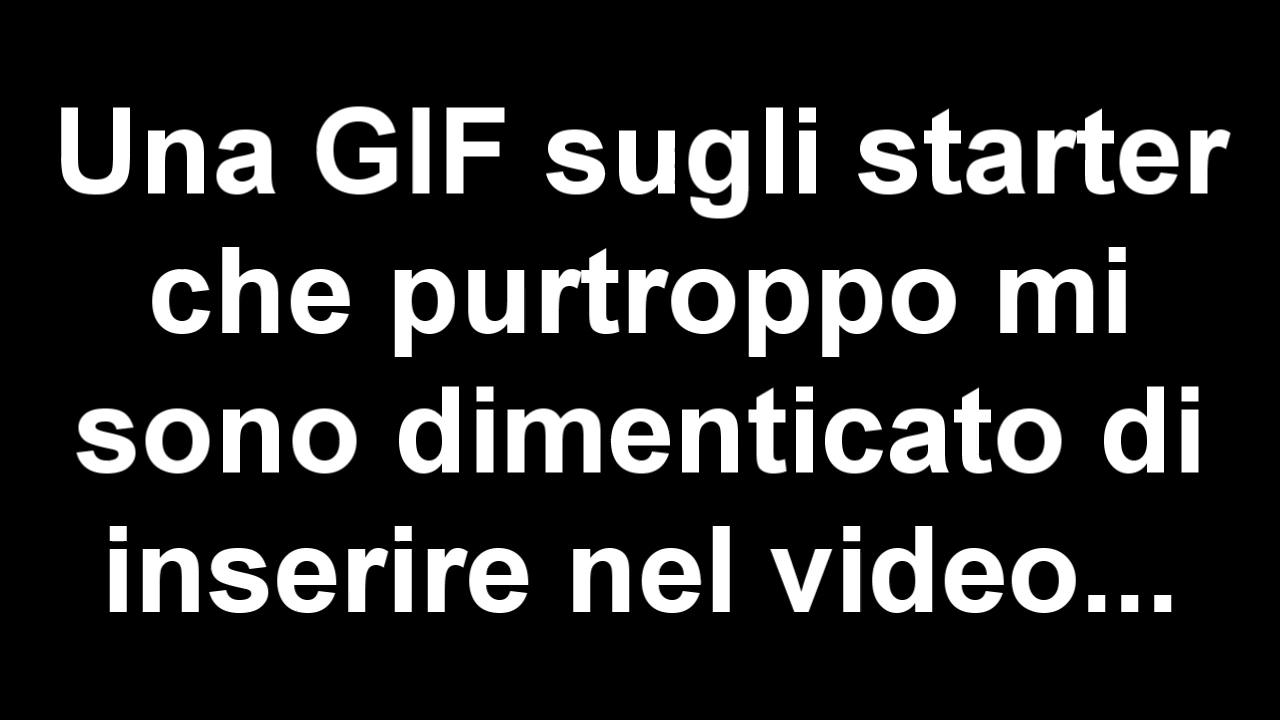 Una GIF sugli starter
che purtroppo mi
sono dimenticato di
inserire nel video...